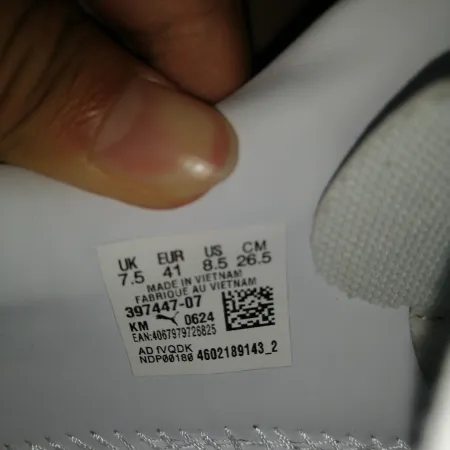 UK EUR US CM
7.5 41 8.5 26.5
MADE IN VIETNAM
FABRIQUÉ AU VIETNAM
397447-07
KM 0624
EAN:4067979726825
AD fVQDK
NDP00180 4602189143_2